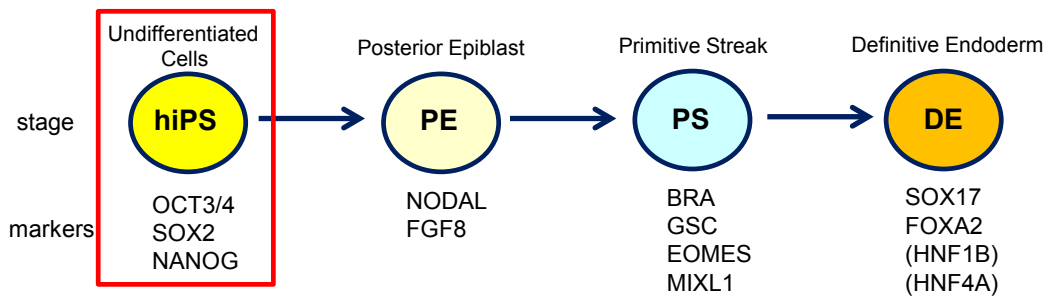 Undifferentiated
Cells
Posterior Epiblast
Primitive Streak
Definitive Endoderm
stage
hiPS
PE
PS
DE
markers
OCT3/4
SOX2
NANOG
NODAL
FGF8
BRA
GSC
EOMES
MIXL1
SOX17
FOXA2
(HNF1B)
(HNF4A)